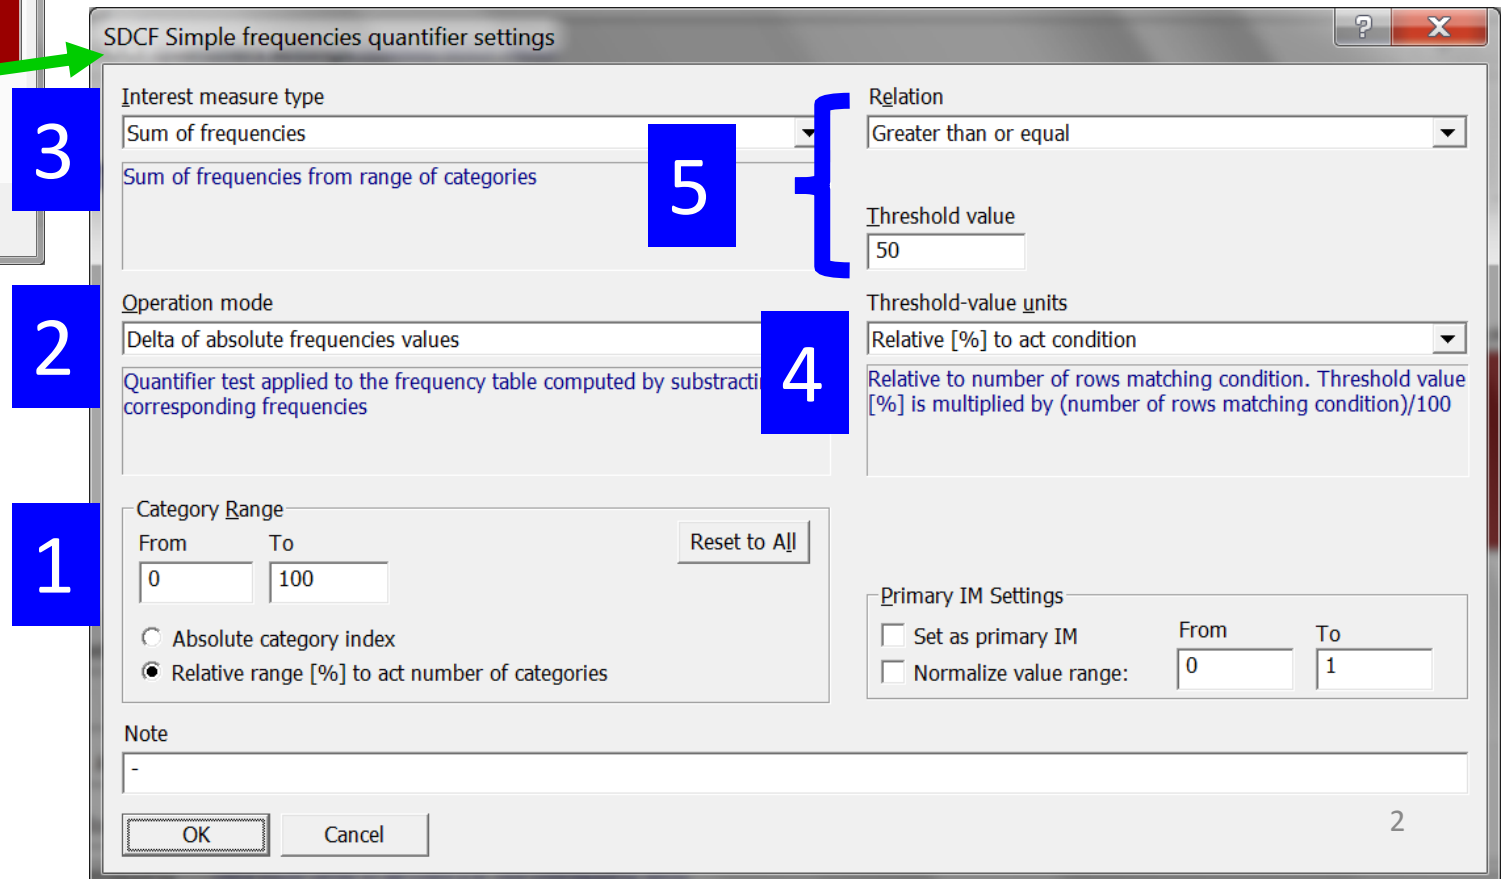 SDCF Simple frequencies quantifier settings
?
X
3
Interest measure type
Sum of frequencies
Sum of frequencies from range of categories
5
Relation
Greater than or equal
Threshold value
50
2
Operation mode
Delta of absolute frequencies values
Quantifier test applied to the frequency table computed by
corresponding frequencies
4
Threshold-value units
Relative [%] to act condition
Relative to number of rows matching condition. Threshold value
[%] is multiplied by (number of rows matching condition)/100
1
Category Range
From To
0 100
Reset to All
Absolute category index
Relative range [%] to act number of categories
Primary IM Settings
Set as primary IM
Normalize value range:
From To
0 1
Note
-
OK Cancel
2